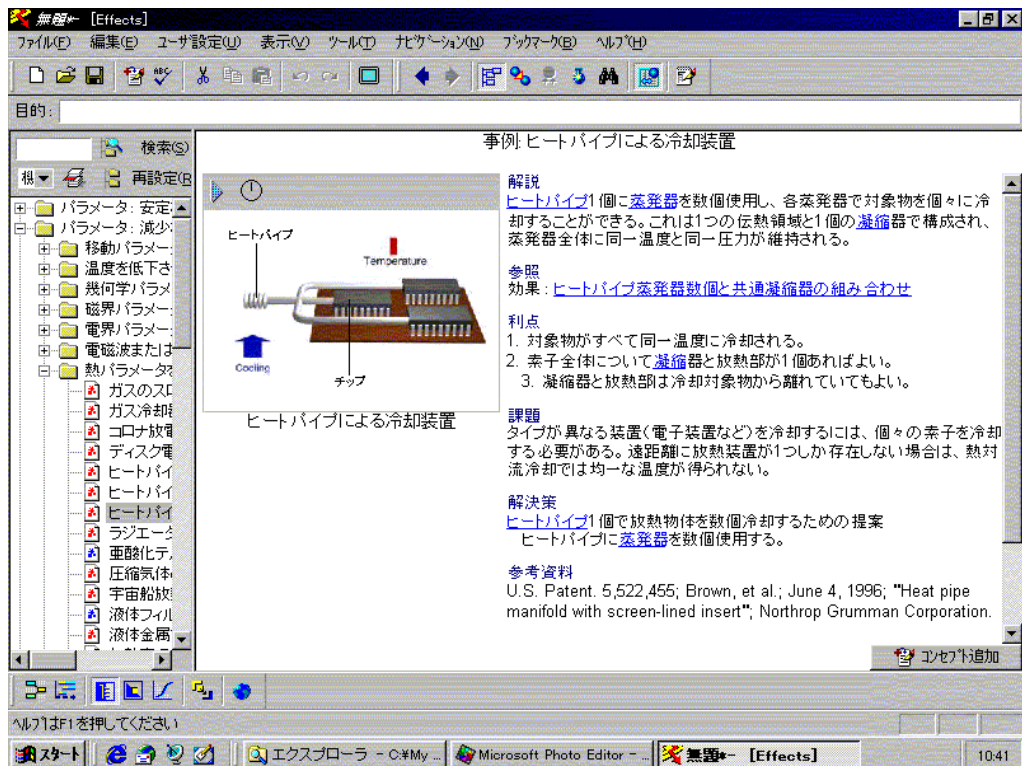 無題*- [Effects]
ファイル(F) 編集(E) ユーザ設定(U) 表示(V) ツール(T) ナビゲーション(N) ブックマーク(B) ヘルプ(H)
目的:
検索(S)
機 再設定(R
パラメータ: 安定
パラメータ: 減少
移動パラメー
温度を低下さ
幾何学パラメ
磁界パラメー
電界パラメー
電磁波または
熱パラメータを
ガスのスロ
ガス冷却
コロナ放電
ディスク電
ヒートパイ
ヒートパイ
ヒートパイ
ラジエータ
亜酸化テ
圧縮気体
宇宙船放
液体フィル
液体金属
事例: ヒートパイプによる冷却装置
ヒートパイプ
Temperature
Cooling
チップ
ヒートパイプによる冷却装置
解説
ヒートパイプ1個に蒸発器を数個使用し、各蒸発器で対象物を個々に冷
却することができる。これは1つの伝熱領域と1個の凝縮器で構成され、
蒸発器全体に同一温度と同一圧力が維持される。
参照
効果: ヒートパイプ蒸発器数個と共通凝縮器の組み合わせ
利点
1. 対象物がすべて同一温度に冷却される。
2. 素子全体について凝縮器と放熱部が1個あればよい。
3. 凝縮器と放熱部は冷却対象物から離れていてもよい。
課題
タイプが異なる装置(電子装置など)を冷却するには、個々の素子を冷却
する必要がある。遠距離に放熱装置が1つしか存在しない場合は、熱対
流冷却では均一な温度が得られない。
解決策
ヒートパイプ1個で放熱物体を数個冷却するための提案
ヒートパイプに蒸発器を数個使用する。
参考資料
U.S. Patent. 5,522,455; Brown, et al.; June 4, 1996; "Heat pipe
manifold with screen-lined insert"; Northrop Grumman Corporation.
コンセプト追加
ヘルプはF1を押してください
スタート エクスプローラ - C:¥My ... Microsoft Photo Editor - ... 無題*- [Effects] 10:41